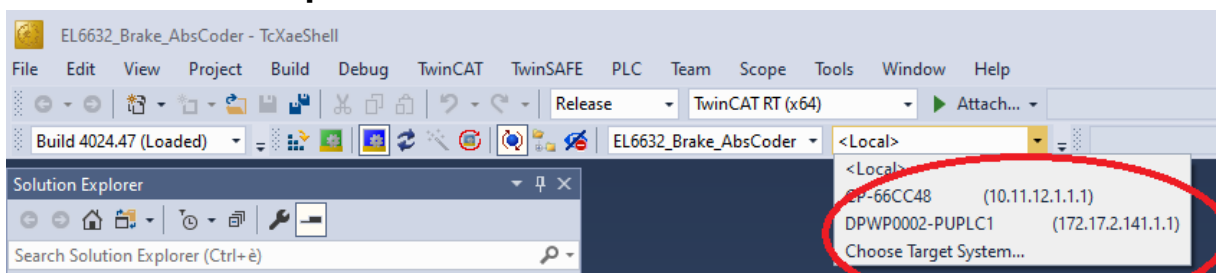 EL6632_Brake_AbsCoder - TcXaeShell
File Edit View Project Build Debug TwinCAT TwinSAFE PLC Team Scope Tools Window Help
Release TwinCAT RT (x64) Attach...
Build 4024.47 (Loaded) EL6632_Brake_AbsCoder <Local>
<Local>
CP-66CC48 (10.11.12.1.1.1)
DPWP0002-PUPLC1 (172.17.2.141.1.1)
Choose Target System...
Solution Explorer
Search Solution Explorer (Ctrl+è)